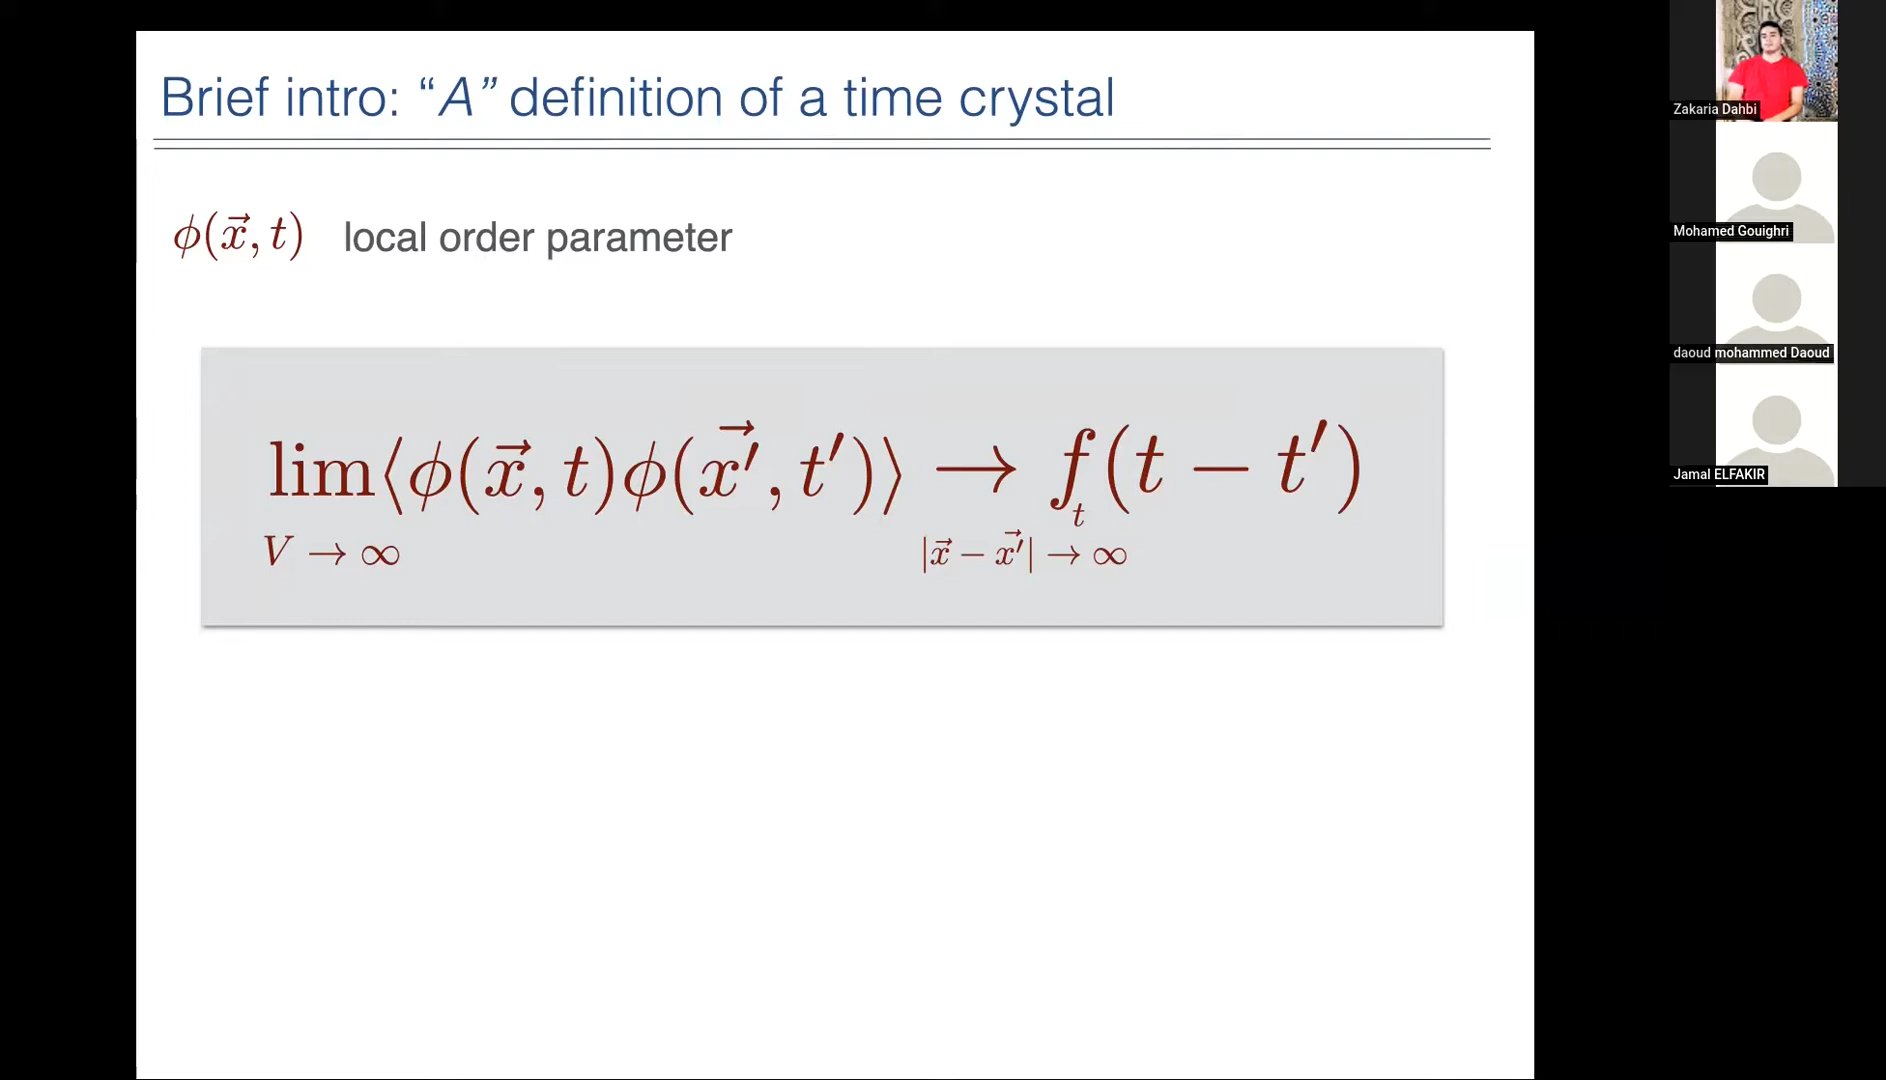 Brief intro: “A” definition of a time crystal
ϕ(x⃗, t) local order parameter
lim⟨ϕ(x⃗, t)ϕ(x⃗′, t′)⟩ → f(t − t′)
t
V → ∞ |x⃗ − x⃗′| → ∞
Zakaria Dahbi
Mohamed Gouighri
daoud mohammed Daoud
Jamal ELFAKIR